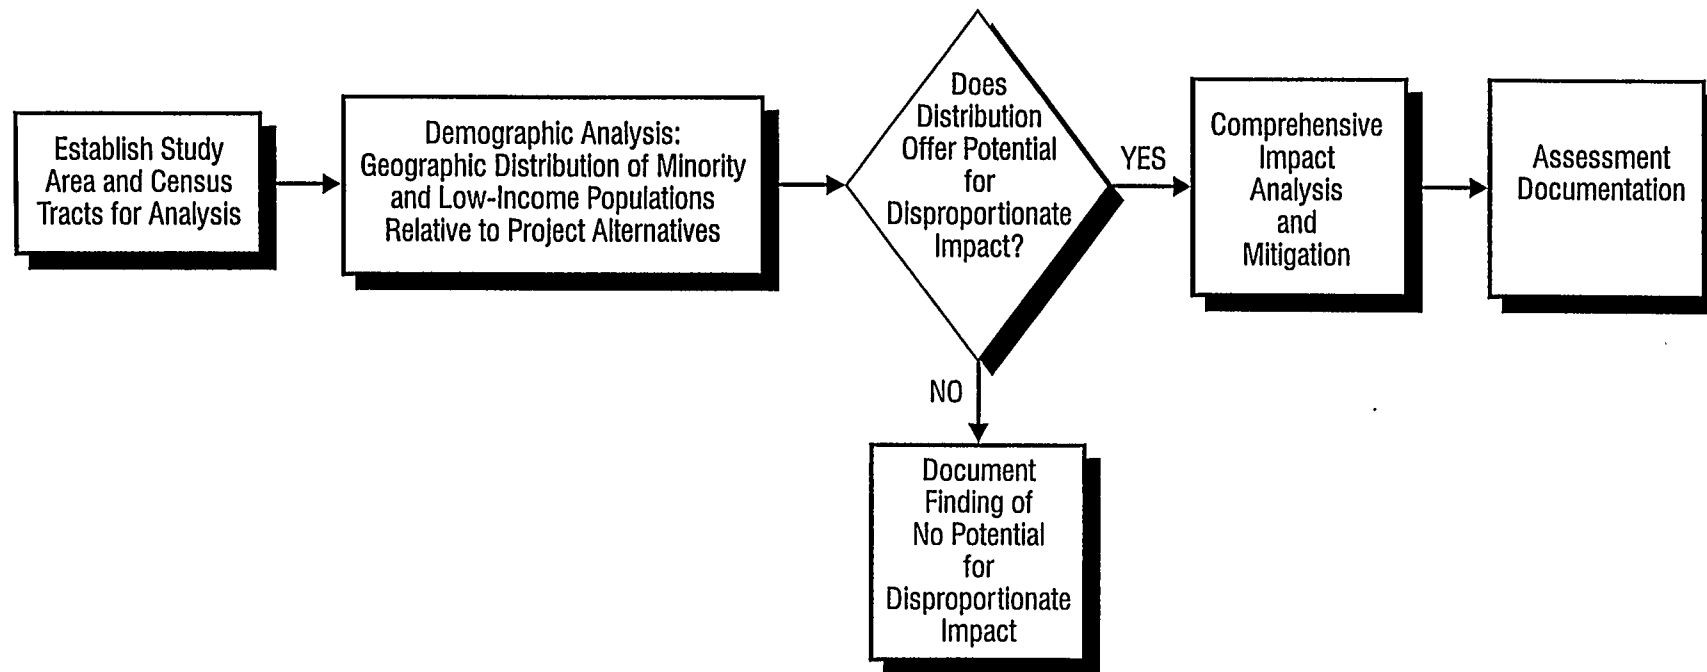 Establish Study
Area and Census
Tracts for Analysis
Demographic Analysis:
Geographic Distribution of Minority
and Low-Income Populations
Relative to Project Alternatives
Does
Distribution
Offer Potential
for
Disproportionate
Impact?
YES
Comprehensive
Impact
Analysis
and
Mitigation
Assessment
Documentation
NO
Document
Finding of
No Potential
for
Disproportionate
Impact